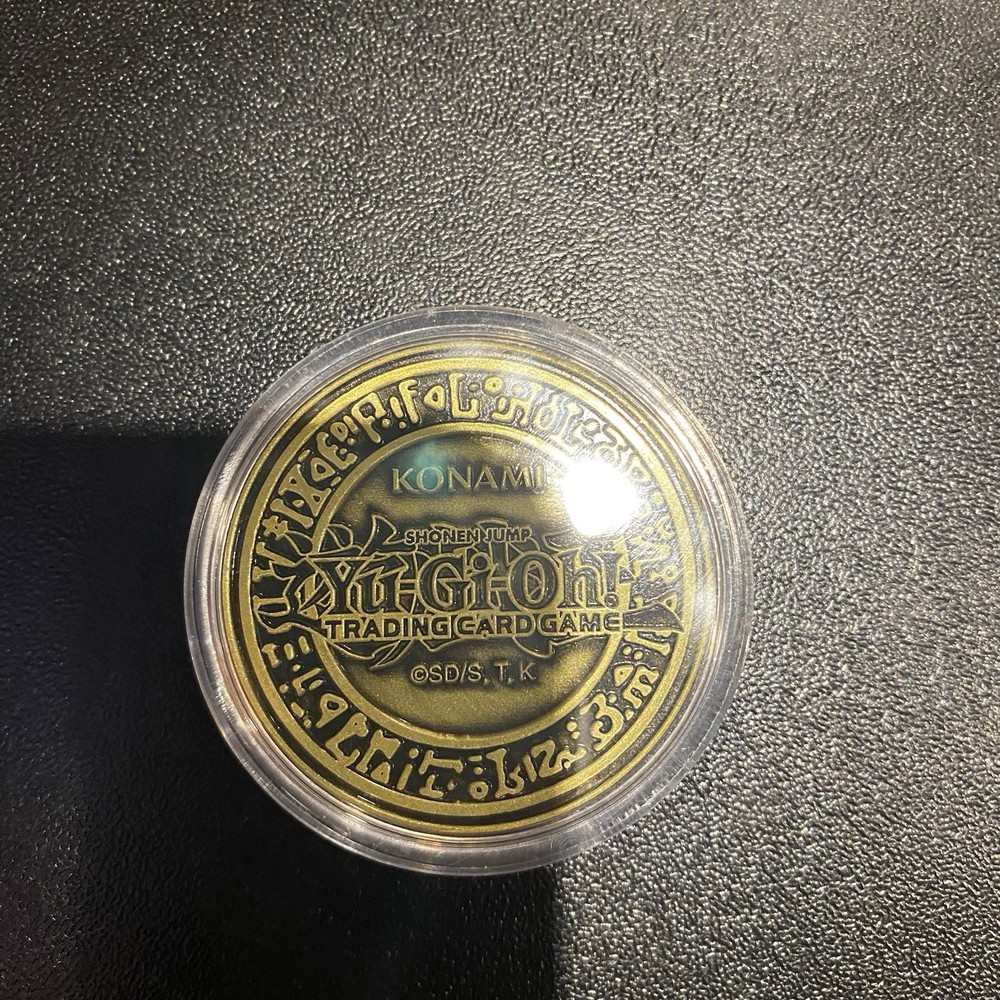 KONAMI
SHONEN JUMP
Yu-Gi-Oh!
TRADING CARD GAME
©SD/S, T, K